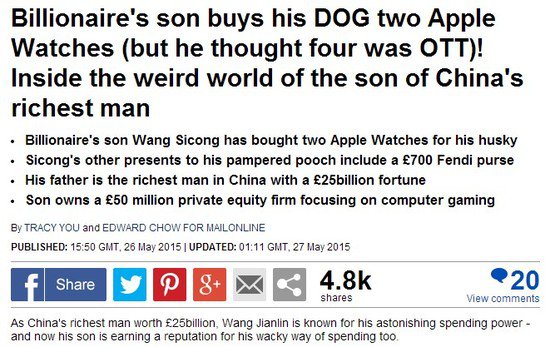 Billionaire's son buys his DOG two Apple
Watches (but he thought four was OTT)!
Inside the weird world of the son of China's
richest man
• Billionaire's son Wang Sicong has bought two Apple Watches for his husky
• Sicong's other presents to his pampered pooch include a £700 Fendi purse
• His father is the richest man in China with a £25billion fortune
• Son owns a £50 million private equity firm focusing on computer gaming
By TRACY YOU and EDWARD CHOW FOR MAILONLINE
PUBLISHED: 15:50 GMT, 26 May 2015 | UPDATED: 01:11 GMT, 27 May 2015
f Share g+ 4.8k shares 20 View comments
As China's richest man worth £25billion, Wang Jianlin is known for his astonishing spending power -
and now his son is earning a reputation for his wacky way of spending too.